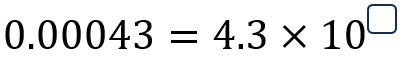 0.00043 = 4.3 × 10□